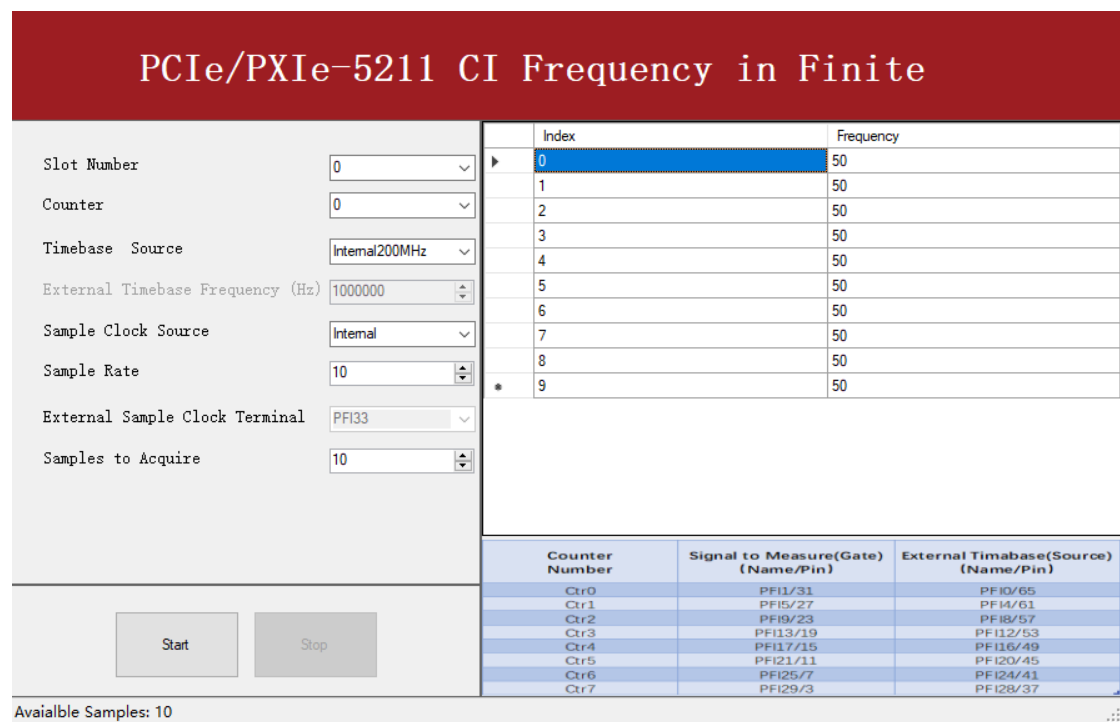 PCIe/PXIe-5211 CI Frequency in Finite
Slot Number 0
Counter 0
Timebase Source Internal200MHz
External Timebase Frequency (Hz) 1000000
Sample Clock Source Internal
Sample Rate 10
External Sample Clock Terminal PFI33
Samples to Acquire 10
Start Stop
Index Frequency
0 50
1 50
2 50
3 50
4 50
5 50
6 50
7 50
8 50
9 50
Counter Number Signal to Measure(Gate) (Name/Pin) External Timabase(Source) (Name/Pin)
Ctr0 PFI1/31 PFI0/65
Ctr1 PFI5/27 PFI4/61
Ctr2 PFI9/23 PFI8/57
Ctr3 PFI13/19 PFI12/53
Ctr4 PFI17/15 PFI16/49
Ctr5 PFI21/11 PFI20/45
Ctr6 PFI25/7 PFI24/41
Ctr7 PFI29/3 PFI28/37
Avaialble Samples: 10